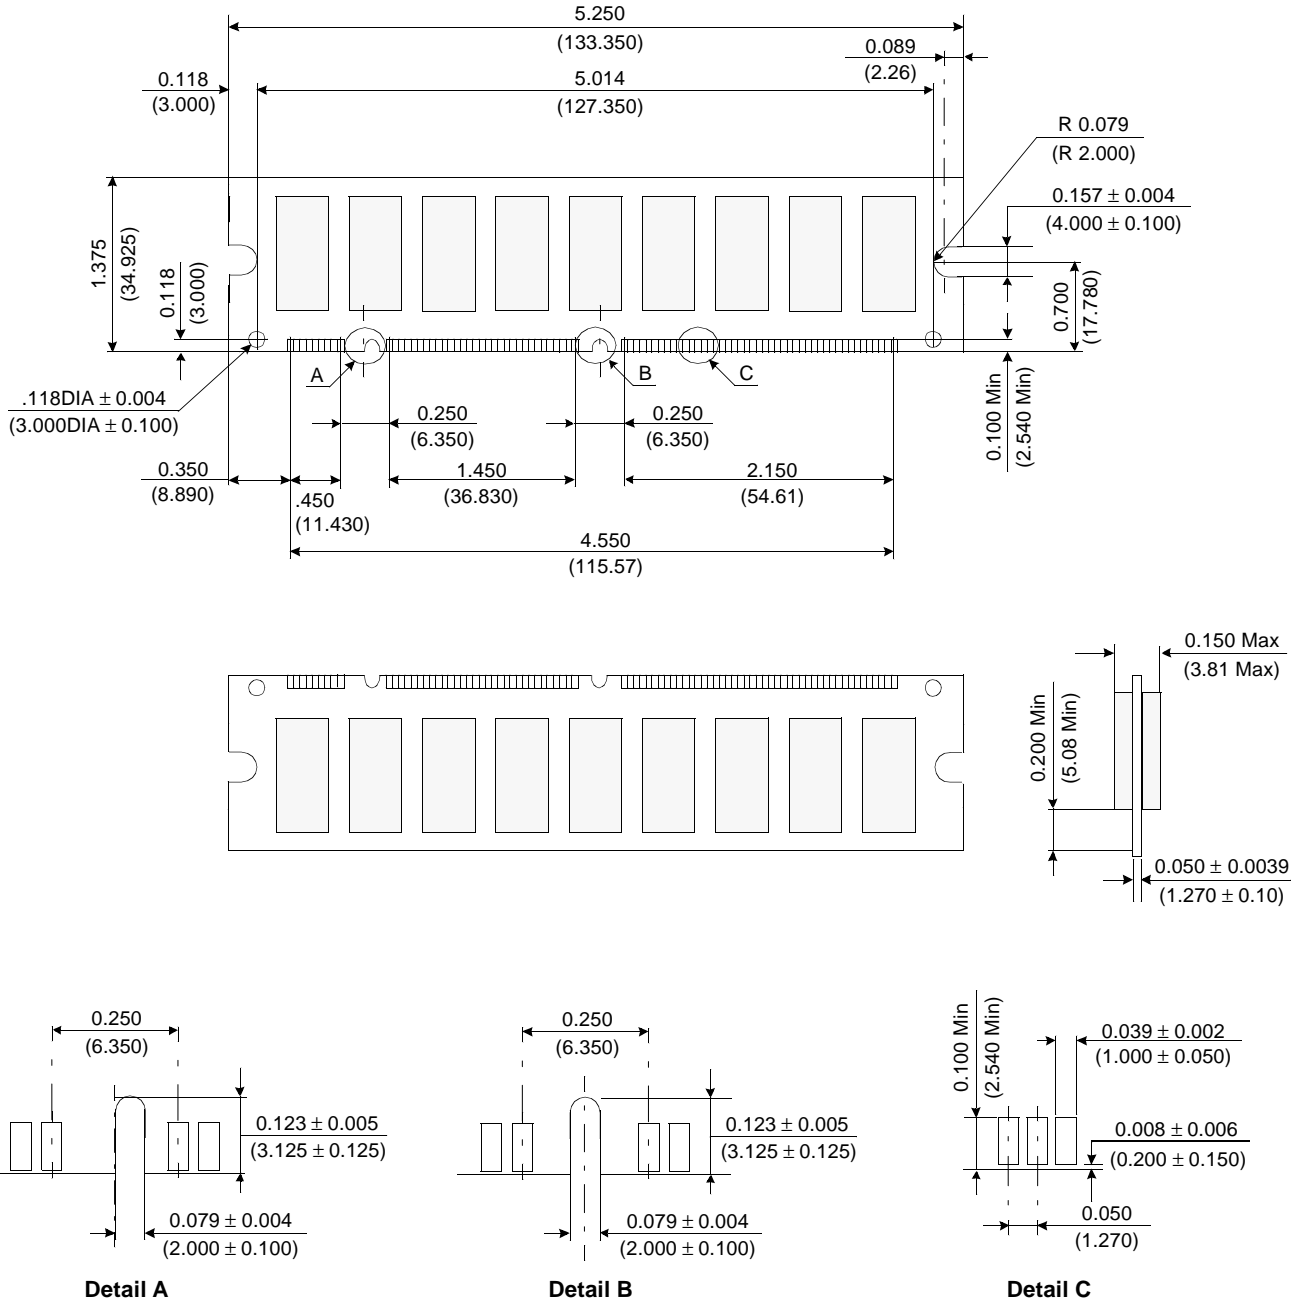 5.250
(133.350)
0.089
(2.26)
0.118
(3.000)
5.014
(127.350)
R 0.079
(R 2.000)
0.157 ± 0.004
(4.000 ± 0.100)
1.375
(34.925)
0.118
(3.000)
0.700
(17.780)
A
B
C
.118DIA ± 0.004
(3.000DIA ± 0.100)
0.250
(6.350)
0.250
(6.350)
0.100 Min
(2.540 Min)
0.350
(8.890)
.450
(11.430)
1.450
(36.830)
2.150
(54.61)
4.550
(115.57)
0.150 Max
(3.81 Max)
0.200 Min
(5.08 Min)
0.050 ± 0.0039
(1.270 ± 0.10)
0.250
(6.350)
0.123 ± 0.005
(3.125 ± 0.125)
0.079 ± 0.004
(2.000 ± 0.100)
Detail A
0.250
(6.350)
0.123 ± 0.005
(3.125 ± 0.125)
0.079 ± 0.004
(2.000 ± 0.100)
Detail B
0.100 Min
(2.540 Min)
0.039 ± 0.002
(1.000 ± 0.050)
0.008 ± 0.006
(0.200 ± 0.150)
0.050
(1.270)
Detail C